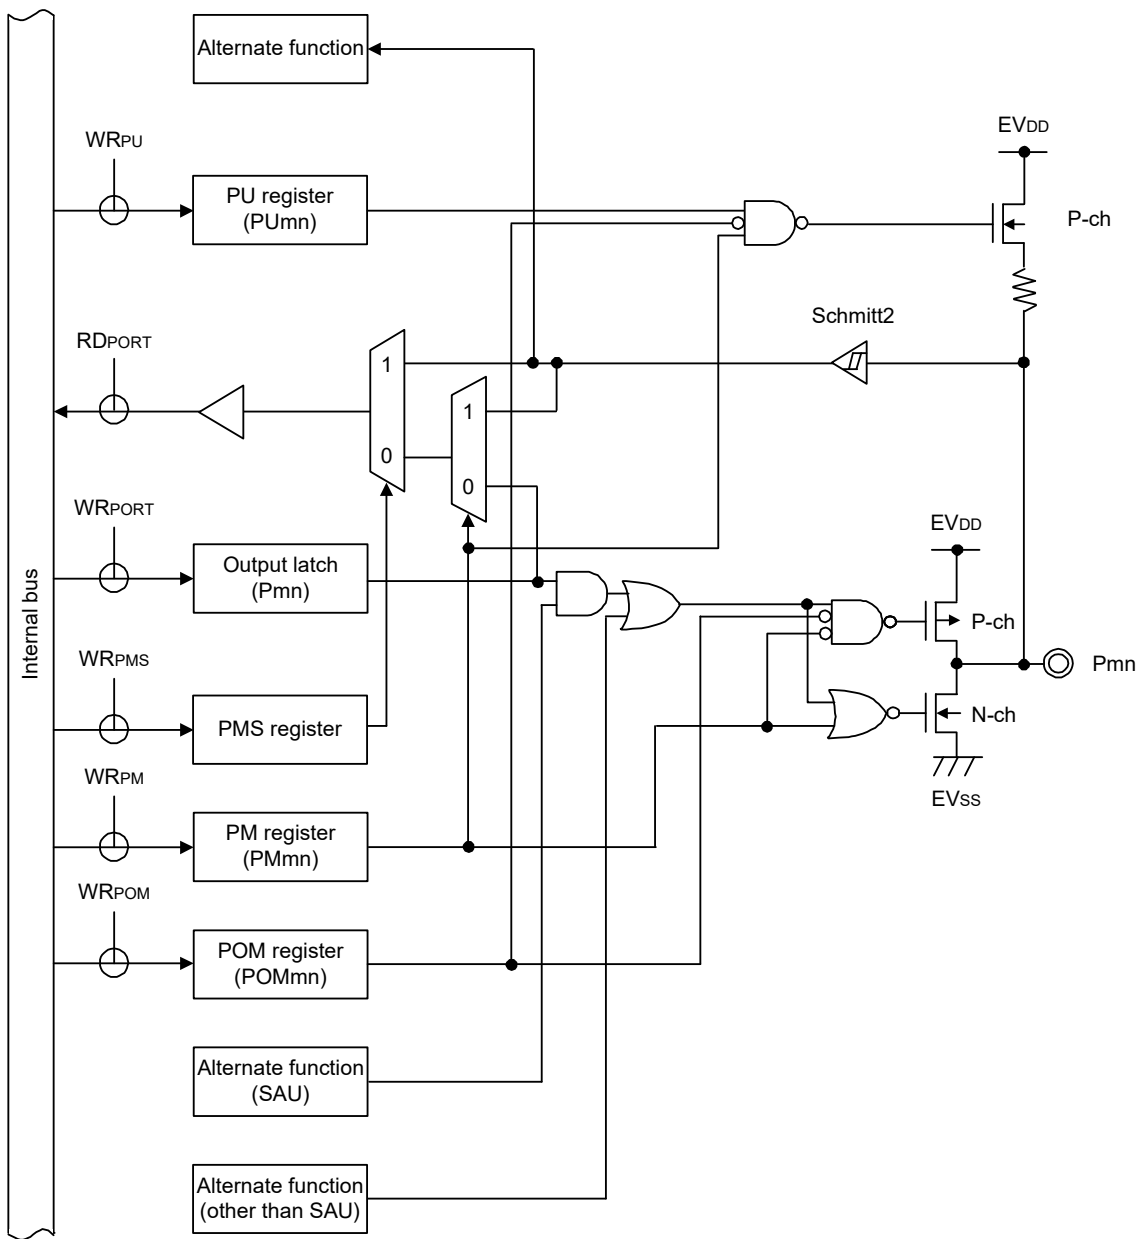 Alternate function
EVDD
WRPU
PU register
(PUmn)
P-ch
RDPORT
Schmitt2
1
1
0
0
WRPORT
EVDD
Output latch
(Pmn)
P-ch
Internal bus
WRPMS
Pmn
PMS register
N-ch
WRPM
EVSS
PM register
(PMmn)
WRPOM
POM register
(POMmn)
Alternate function
(SAU)
Alternate function
(other than SAU)